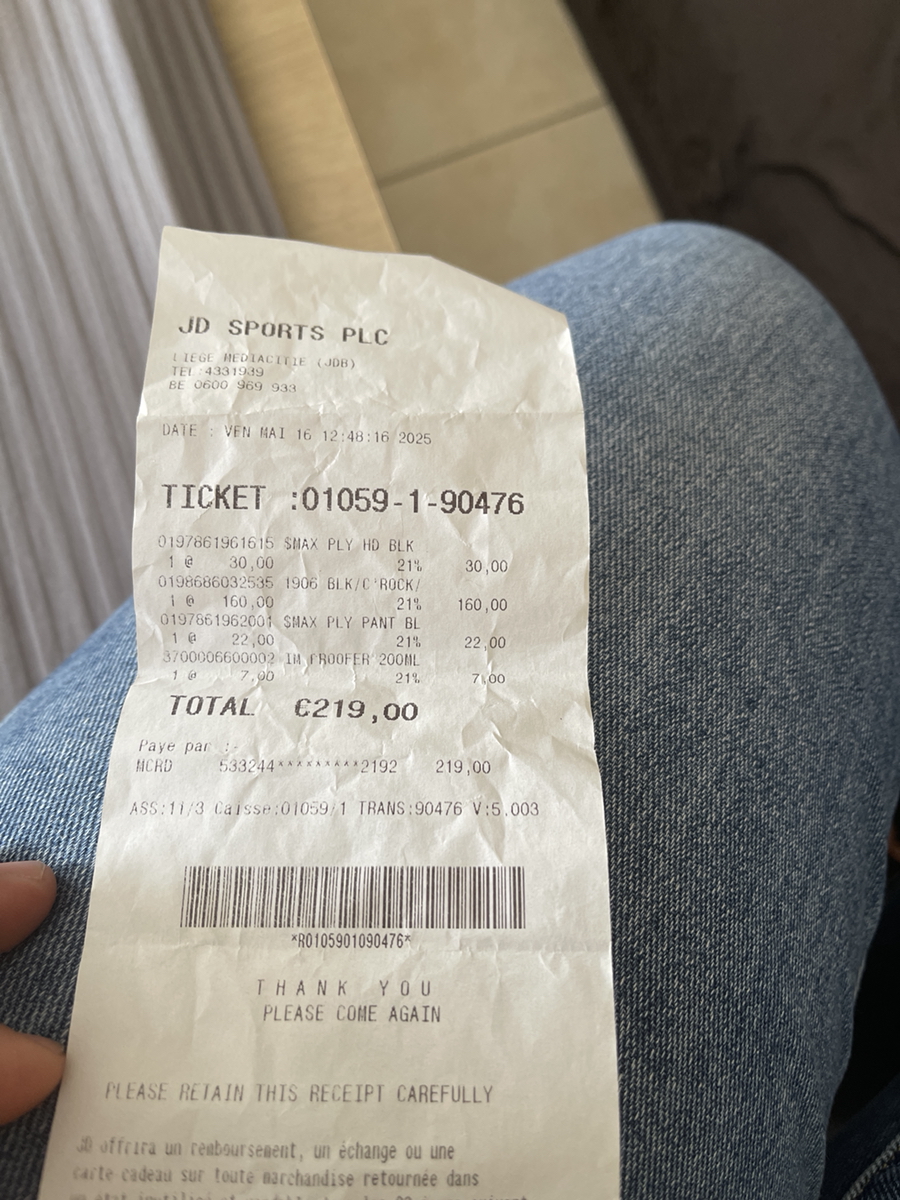 JD SPORTS PLC
LIEGE MEDIACITIE (JDB)
TEL 4331939
BE 0600 969 933
DATE : VEN MAI 16 12:48:16 2025
TICKET :01059-1-90476
0197861961615 $MAX PLY HD BLK
1 @ 30,00 21% 30,00
0198686032535 1906 BLK/C'ROCK/
1 @ 160,00 21% 160,00
0197861962001 $MAX PLY PANT BL
1 @ 22,00 21% 22,00
3700006600002 IM PROOFER 200ML
1 @ 7,00 21% 7,00
TOTAL €219,00
Paye par :-
MCRD 533244*********2192 219,00
ASS:11/3 Caisse:01059/1 TRANS:90476 V:5.003
*R0105901090476*
THANK YOU
PLEASE COME AGAIN
PLEASE RETAIN THIS RECEIPT CAREFULLY
JD offrira un remboursement, un échange ou une
carte cadeau sur toute marchandise retournée dans
un état